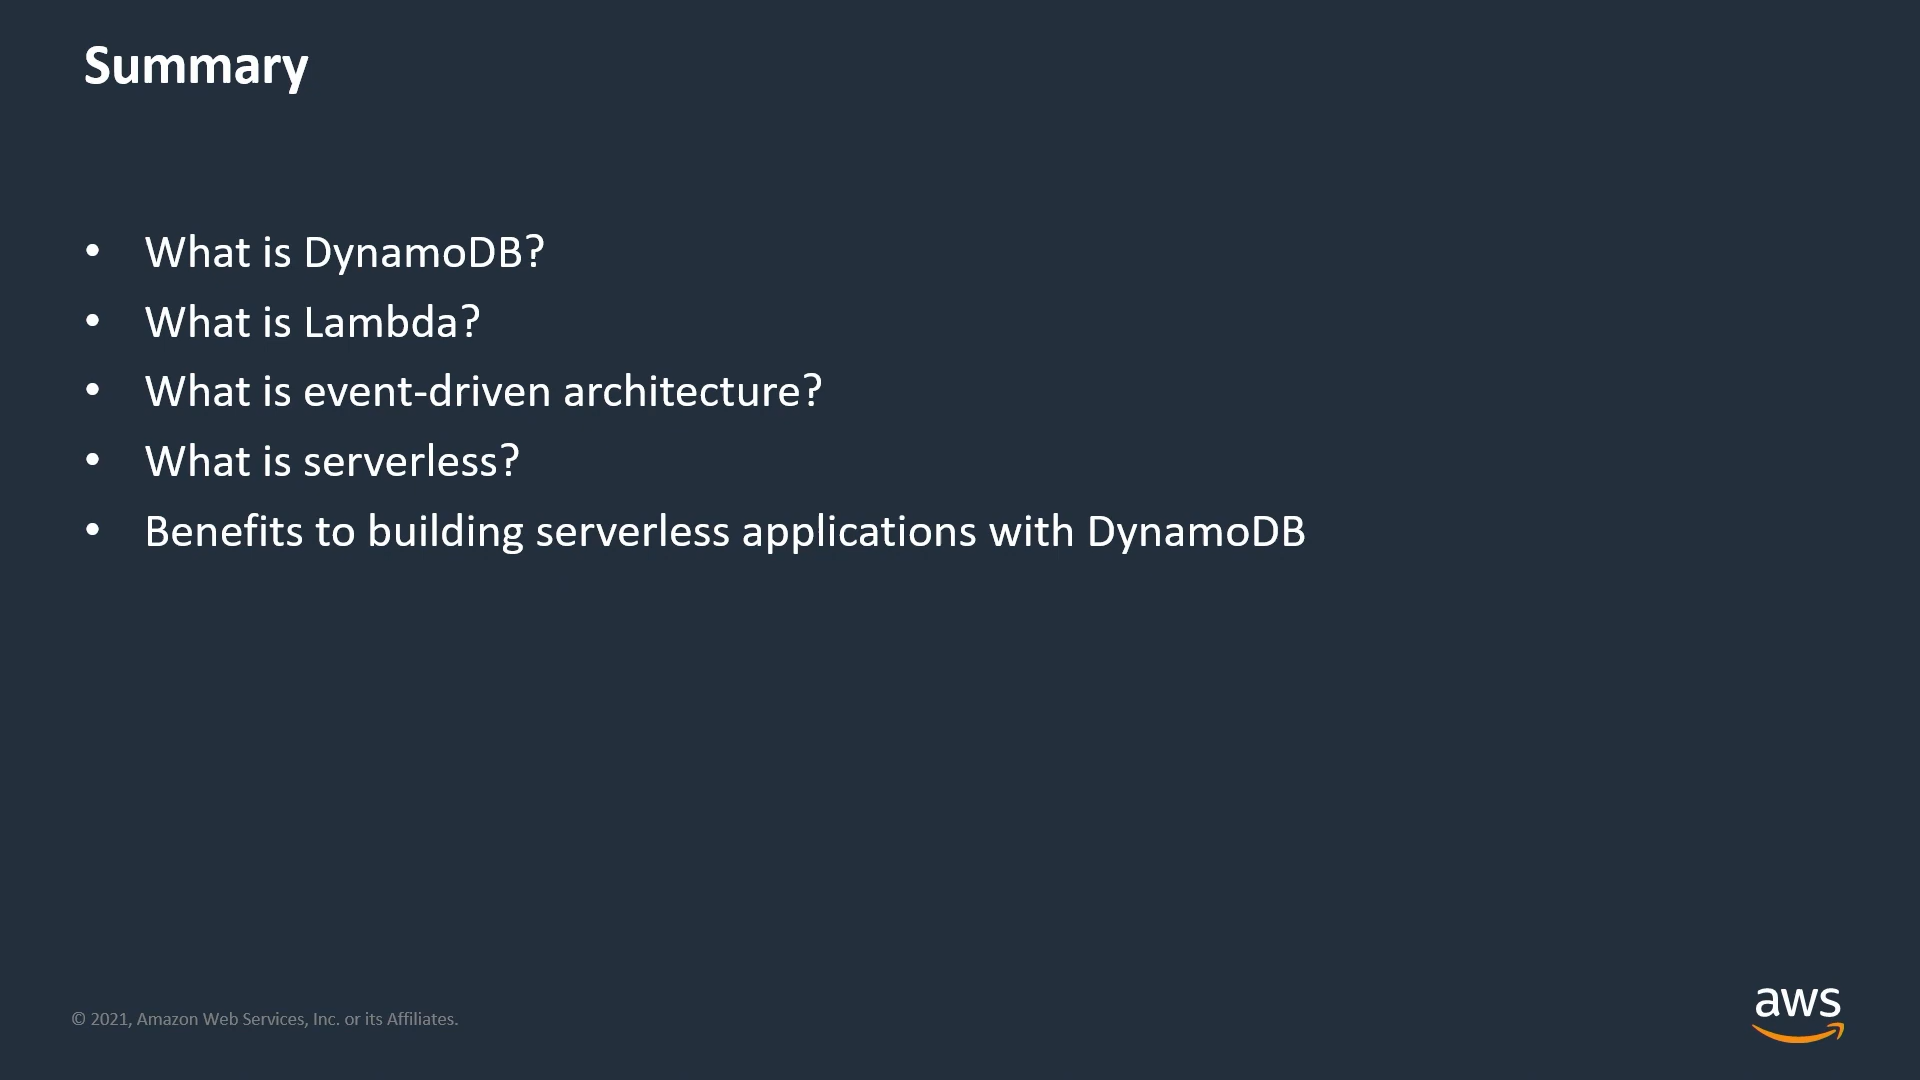 Summary
• What is DynamoDB?
• What is Lambda?
• What is event-driven architecture?
• What is serverless?
• Benefits to building serverless applications with DynamoDB
© 2021, Amazon Web Services, Inc. or its Affiliates.
aws